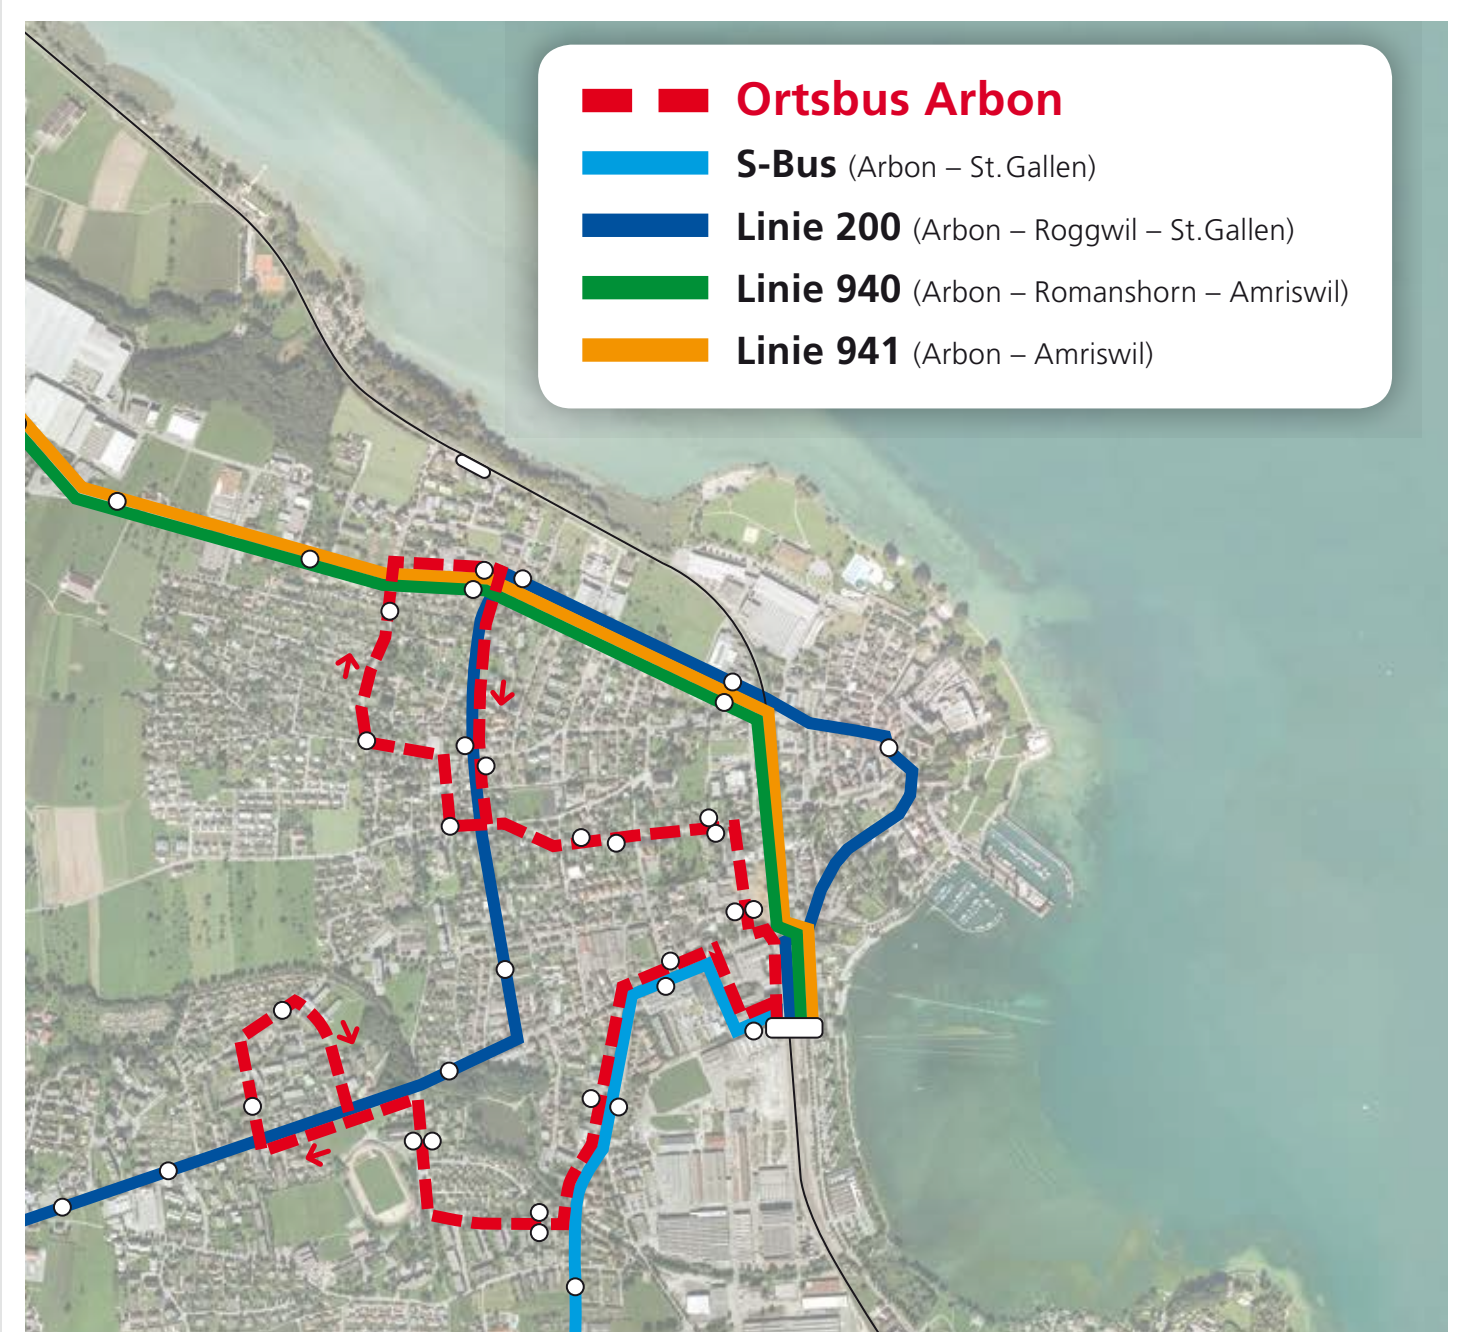 Ortsbus Arbon
S-Bus (Arbon – St. Gallen)
Linie 200 (Arbon – Roggwil – St.Gallen)
Linie 940 (Arbon – Romanshorn – Amriswil)
Linie 941 (Arbon – Amriswil)